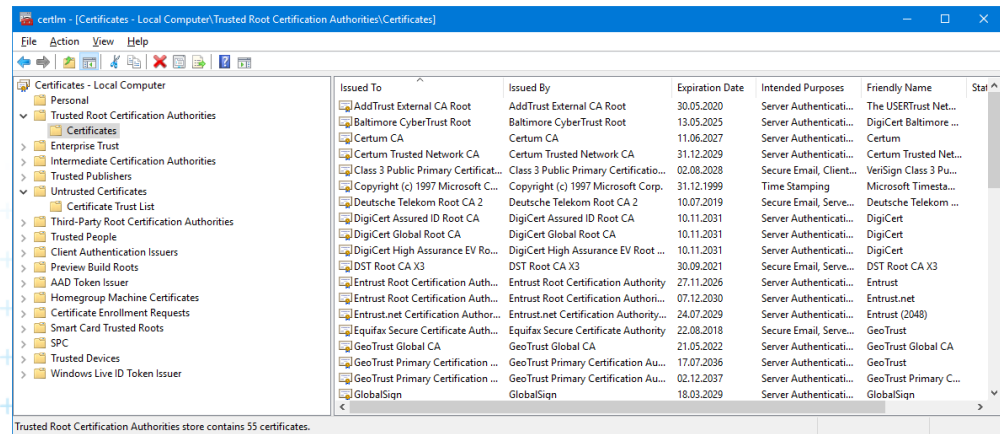 certlm - [Certificates - Local Computer\Trusted Root Certification Authorities\Certificates]
File Action View Help
Certificates - Local Computer
Personal
Trusted Root Certification Authorities
Certificates
Enterprise Trust
Intermediate Certification Authorities
Trusted Publishers
Untrusted Certificates
Certificate Trust List
Third-Party Root Certification Authorities
Trusted People
Client Authentication Issuers
Preview Build Roots
AAD Token Issuer
Homegroup Machine Certificates
Certificate Enrollment Requests
Smart Card Trusted Roots
SPC
Trusted Devices
Windows Live ID Token Issuer
Issued To Issued By Expiration Date Intended Purposes Friendly Name Stat
AddTrust External CA Root AddTrust External CA Root 30.05.2020 Server Authenticati... The USERTrust Net...
Baltimore CyberTrust Root Baltimore CyberTrust Root 13.05.2025 Server Authenticati... DigiCert Baltimore ...
Certum CA Certum CA 11.06.2027 Server Authenticati... Certum
Certum Trusted Network CA Certum Trusted Network CA 31.12.2029 Server Authenticati... Certum Trusted Net...
Class 3 Public Primary Certificat... Class 3 Public Primary Certificatio... 02.08.2028 Secure Email, Client... VeriSign Class 3 Pu...
Copyright (c) 1997 Microsoft C... Copyright (c) 1997 Microsoft Corp. 31.12.1999 Time Stamping Microsoft Timesta...
Deutsche Telekom Root CA 2 Deutsche Telekom Root CA 2 10.07.2019 Secure Email, Serve... Deutsche Telekom ...
DigiCert Assured ID Root CA DigiCert Assured ID Root CA 10.11.2031 Server Authenticati... DigiCert
DigiCert Global Root CA DigiCert Global Root CA 10.11.2031 Server Authenticati... DigiCert
DigiCert High Assurance EV Ro... DigiCert High Assurance EV Root ... 10.11.2031 Server Authenticati... DigiCert
DST Root CA X3 DST Root CA X3 30.09.2021 Secure Email, Serve... DST Root CA X3
Entrust Root Certification Auth... Entrust Root Certification Authority 27.11.2026 Server Authenticati... Entrust
Entrust Root Certification Auth... Entrust Root Certification Authori... 07.12.2030 Server Authenticati... Entrust.net
Entrust.net Certification Author... Entrust.net Certification Authority... 24.07.2029 Server Authenticati... Entrust (2048)
Equifax Secure Certificate Auth... Equifax Secure Certificate Authority 22.08.2018 Secure Email, Serve... GeoTrust
GeoTrust Global CA GeoTrust Global CA 21.05.2022 Server Authenticati... GeoTrust Global CA
GeoTrust Primary Certification ... GeoTrust Primary Certification Au... 17.07.2036 Server Authenticati... GeoTrust
GeoTrust Primary Certification ... GeoTrust Primary Certification Au... 02.12.2037 Server Authenticati... GeoTrust Primary C...
GlobalSign GlobalSign 18.03.2029 Server Authenticati... GlobalSign
Trusted Root Certification Authorities store contains 55 certificates.